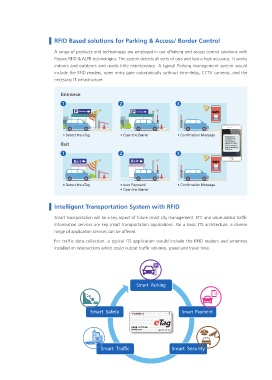 RFID Based solutions for Parking & Access/ Border Control
A range of products and technologies are employed in our offparking and access control solutions with
Passive RFID & ALPR technologies. The system detects all sorts of cars and has a high accuracy. It works
indoors and outdoors and needs little maintenance. A typical Parking management system would
include the RFID readers, open entry gate automatically without time-delay, CCTV cameras, and the
necessary IT infrastructure.
Entrance
1 2 3
• Detect the eTag • Open the Barrier • Confirmation Message
Exit
1 2 3
Exit Exit
• Detect the eTag • Auto Payment • Confirmation Message
• Open the Barrier
Intelligent Transportation System with RFID
Smart transportation will be a key aspect of future smart city management. ETC and value-added traffic
information services are key smart transportation applications. On a basic ITS architecture, a diverse
range of application services can be offered.
For traffic data collection, a typical ITS application would include the RFID readers and antennas
installed on intersections which could output traffic volumes, speed and travel time.
Smart Parking
Smart Safety Smart Payment
eTag
Smart Traffic Smart Security